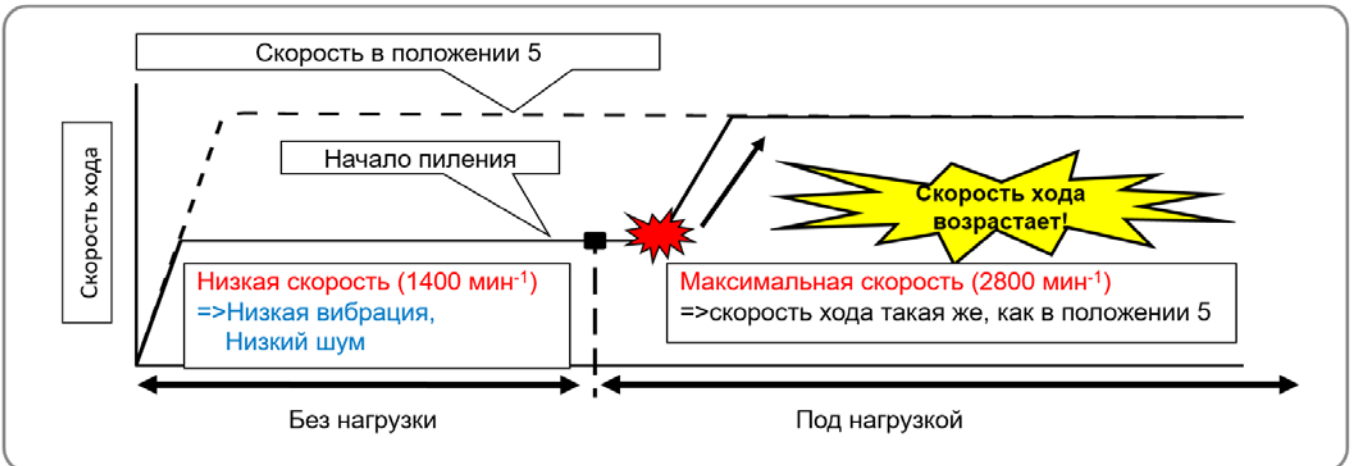 Скорость в положении 5
Скорость хода
Начало пиления
Скорость хода
возрастает!
Низкая скорость (1400 мин⁻¹)
=>Низкая вибрация,
Низкий шум
Максимальная скорость (2800 мин⁻¹)
=>скорость хода такая же, как в положении 5
Без нагрузки
Под нагрузкой